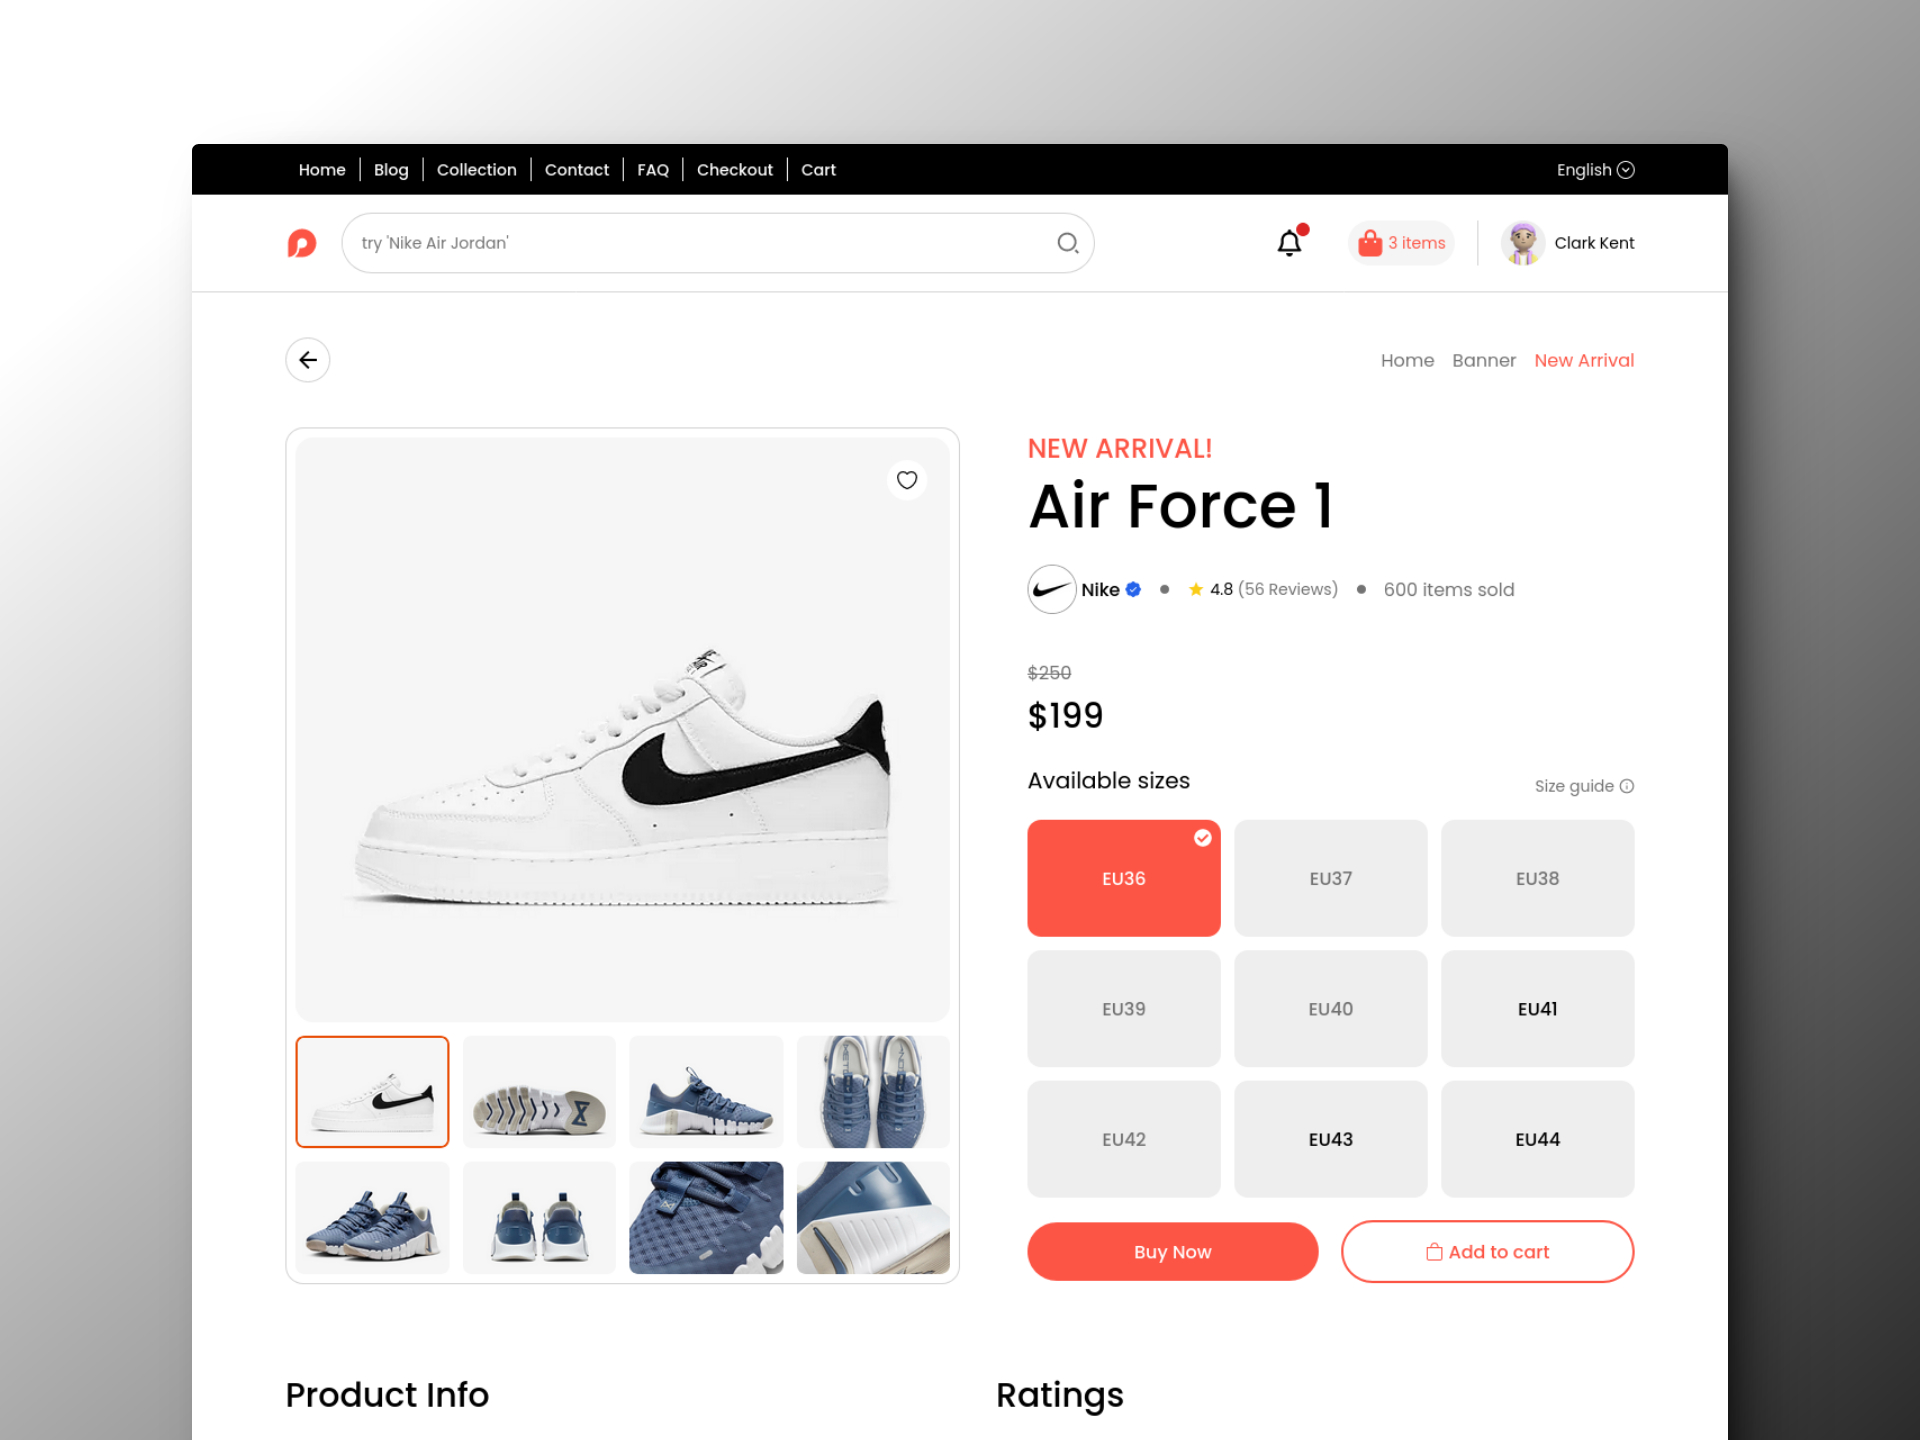 Home Blog Collection Contact FAQ Checkout Cart English
try 'Nike Air Jordan' 3 items Clark Kent
Home Banner New Arrival
NEW ARRIVAL!
Air Force 1
Nike 4.8 (56 Reviews) 600 items sold
$250
$199
Available sizes Size guide
EU36 EU37 EU38
EU39 EU40 EU41
EU42 EU43 EU44
Buy Now Add to cart
Product Info Ratings